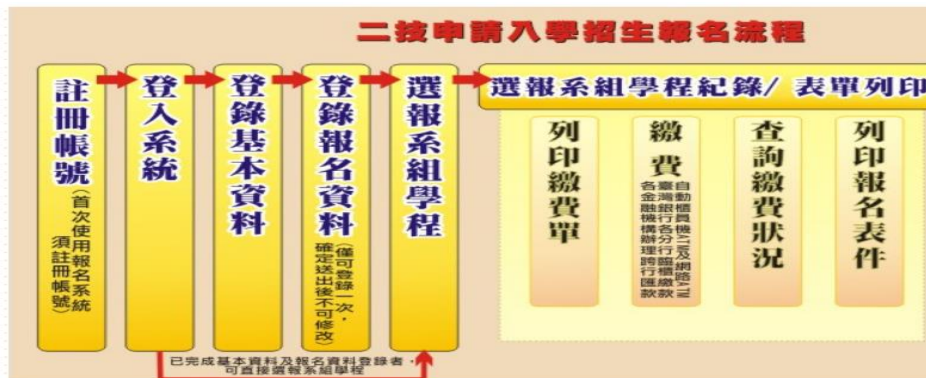 二技申請入學招生報名流程
註冊帳號
(首次使用報名系統
須註冊帳號)
登入系統
登錄基本資料
登錄報名資料
(僅可登錄一次,
確定送出後不可修改)
選報系組學程
選報系組學程紀錄/ 表單列印
列印繳費單
繳費
自動櫃員機ATM及網路ATM
臺灣銀行各分行臨櫃繳款
各金融機構辦理跨行匯款
查詢繳費狀況
列印報名表件
已完成基本資料及報名資料登錄者,
可直接選報系組學程